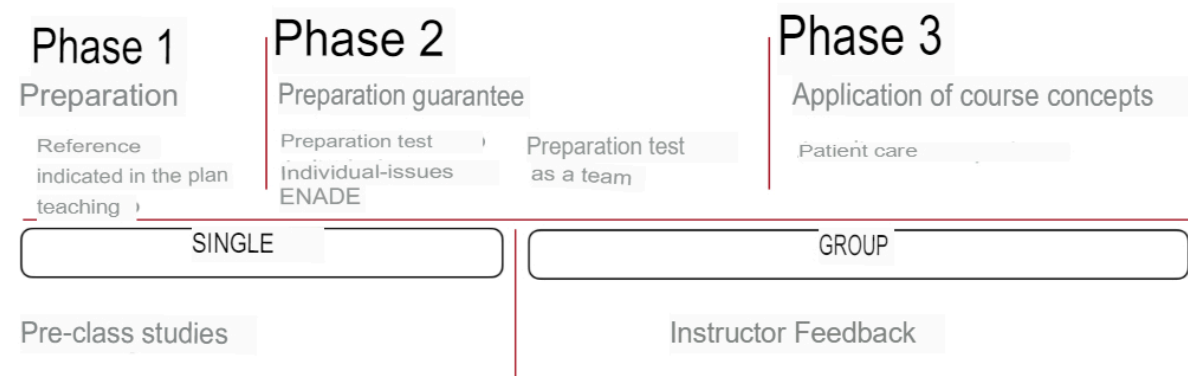 Phase 1
Preparation
Reference
indicated in the plan
teaching
Phase 2
Preparation guarantee
Preparation test
Individual-issues
ENADE
Preparation test
as a team
Phase 3
Application of course concepts
Patient care
SINGLE
GROUP
Pre-class studies
Instructor Feedback